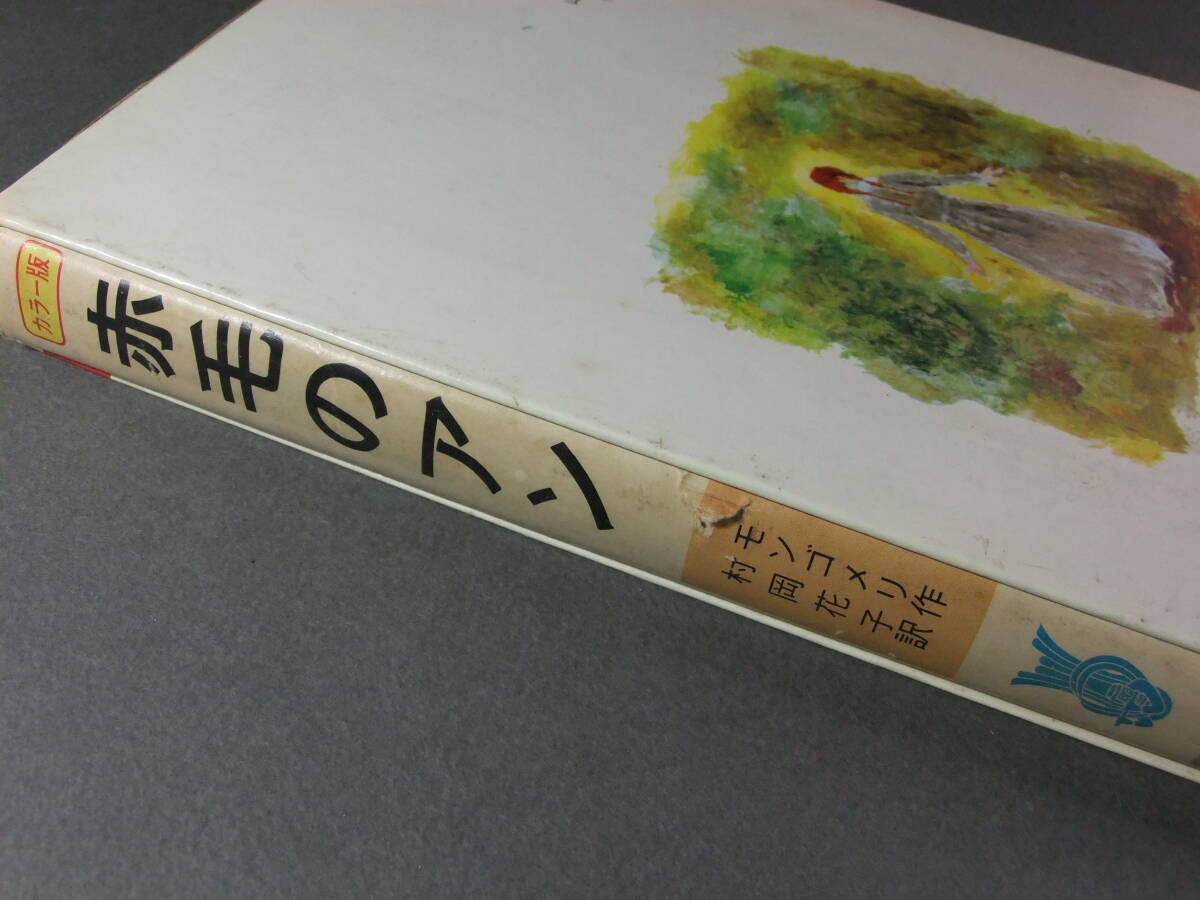 カラー版
赤毛のアン
モンゴメリ作
村岡花子訳